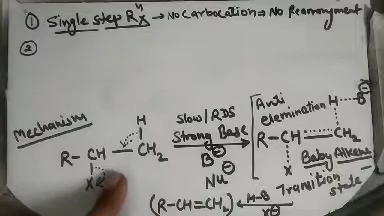 ① Single step Rxn → No Carbocation → No Rearrangement
②
Mechanism
R - CH - CH2
H
X
Slow/RDS
Strong Base
B⊖
Nu⊖
Anti
elemination
H B⊖
R - CH CH2
X
Baby Alkene
Transition
state
(R-CH=CH2)
H-B
X⊖